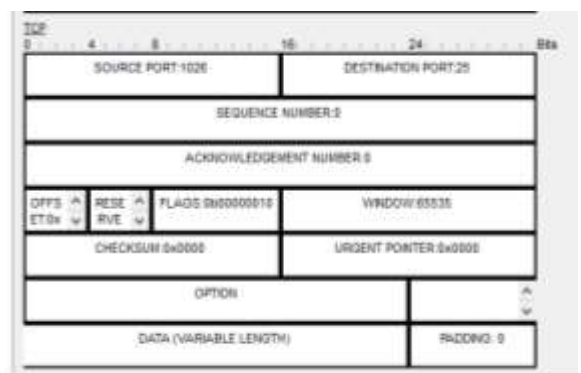 TCP
0 4 8 16 24 Bits
SOURCE PORT:1026 DESTINATION PORT:25
SEQUENCE NUMBER:0
ACKNOWLEDGEMENT NUMBER:0
OFFS RESE FLAGS:0b00000010 WINDOW:65535
ET:0x RVE
CHECKSUM:0x0000 URGENT POINTER:0x0000
OPTION
DATA (VARIABLE LENGTH) PADDING: 0